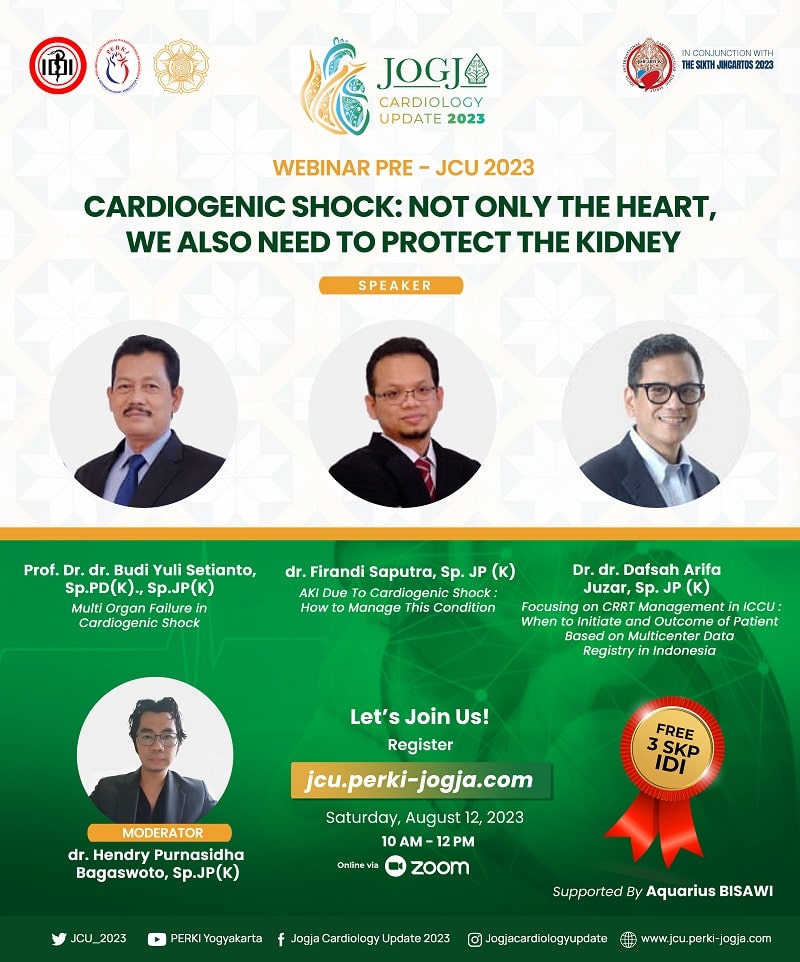 IDI
PERKI
JOGJA
CARDIOLOGY
UPDATE 2023
IN CONJUNCTION WITH
THE SIXTH JINCARTOS 2023
WEBINAR PRE - JCU 2023
CARDIOGENIC SHOCK: NOT ONLY THE HEART,
WE ALSO NEED TO PROTECT THE KIDNEY
SPEAKER
Prof. Dr. dr. Budi Yuli Setianto,
Sp.PD(K)., Sp.JP(K)
Multi Organ Failure in
Cardiogenic Shock
dr. Firandi Saputra, Sp. JP (K)
AKI Due To Cardiogenic Shock :
How to Manage This Condition
Dr. dr. Dafsah Arifa
Juzar, Sp. JP (K)
Focusing on CRRT Management in ICCU :
When to Initiate and Outcome of Patient
Based on Multicenter Data
Registry in Indonesia
MODERATOR
dr. Hendry Purnasidha
Bagaswoto, Sp.JP(K)
Let's Join Us!
Register
jcu.perki-jogja.com
Saturday, August 12, 2023
10 AM - 12 PM
Online via zoom
FREE
3 SKP
IDI
Supported By Aquarius BISAWI
JCU_2023
PERKI Yogyakarta
Jogja Cardiology Update 2023
Jogjacardiologyupdate
www.jcu.perki-jogja.com